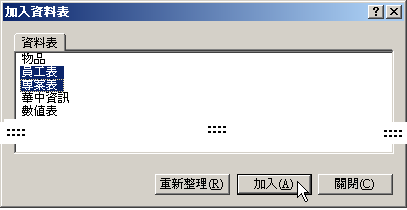 加入資料表
資料表
物品
員工表
專案表
華中資訊
數值表
重新整理(R) 加入(A) 關閉(C)